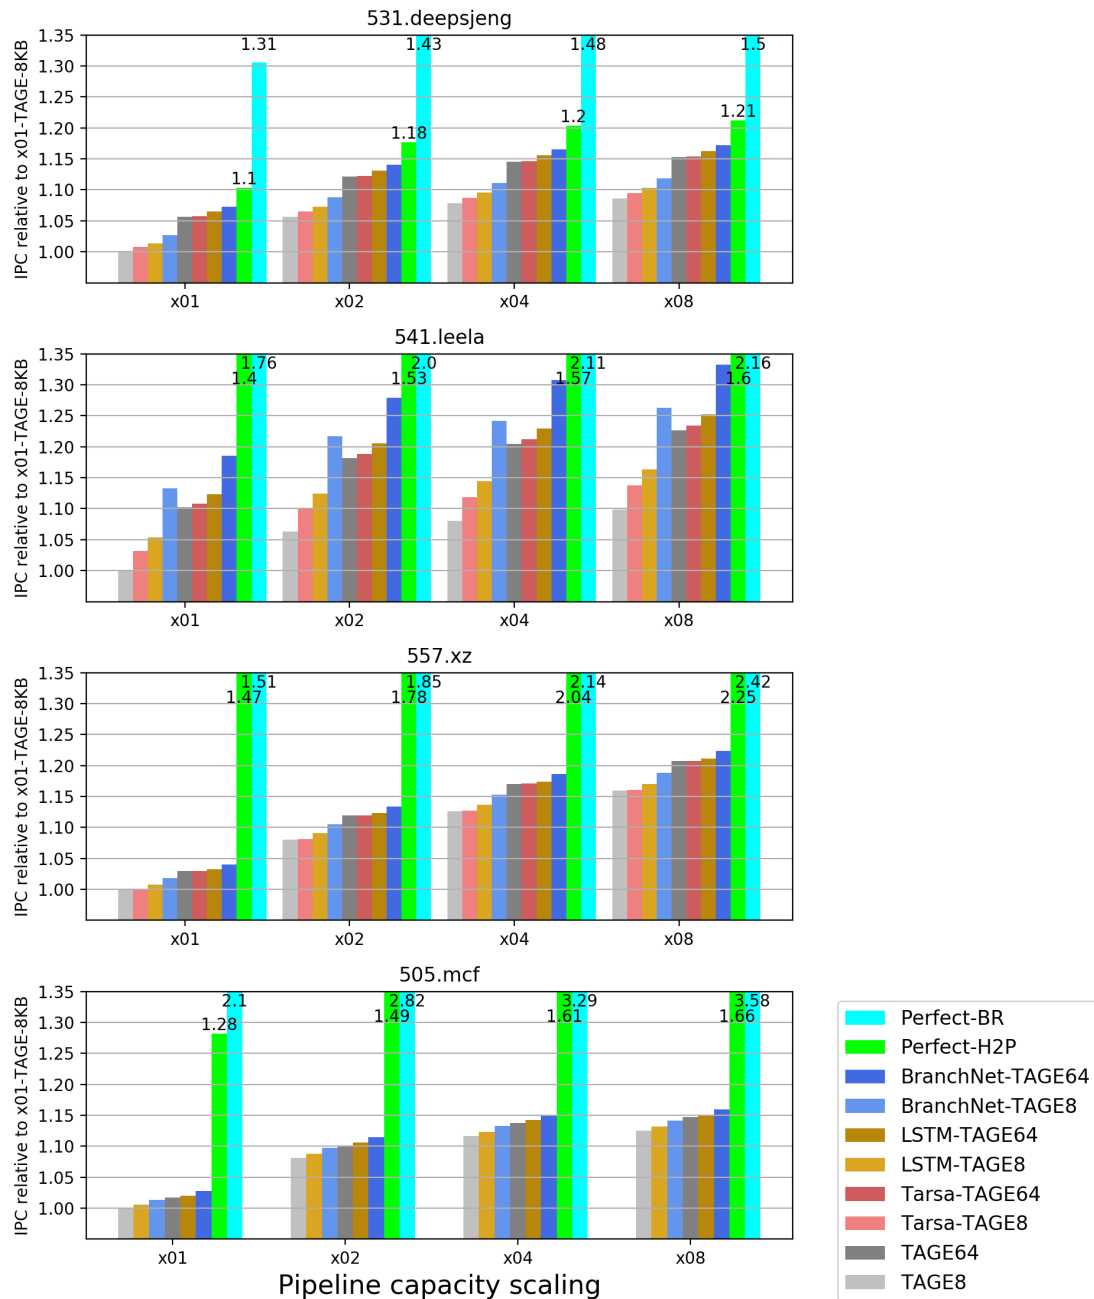 531.deepsjeng
IPC relative to x01-TAGE-8KB
1.35
1.30
1.25
1.20
1.15
1.10
1.05
1.00
1.1
1.31
1.18
1.43
1.2
1.48
1.21
1.5
x01
x02
x04
x08
541.leela
IPC relative to x01-TAGE-8KB
1.35
1.30
1.25
1.20
1.15
1.10
1.05
1.00
1.76
1.4
2.0
1.53
2.11
1.57
2.16
1.6
x01
x02
x04
x08
557.xz
IPC relative to x01-TAGE-8KB
1.35
1.30
1.25
1.20
1.15
1.10
1.05
1.00
1.51
1.47
1.85
1.78
2.14
2.04
2.42
2.25
x01
x02
x04
x08
505.mcf
IPC relative to x01-TAGE-8KB
1.35
1.30
1.25
1.20
1.15
1.10
1.05
1.00
2.1
1.28
2.82
1.49
3.29
1.61
3.58
1.66
x01
x02
x04
x08
Pipeline capacity scaling
Perfect-BR
Perfect-H2P
BranchNet-TAGE64
BranchNet-TAGE8
LSTM-TAGE64
LSTM-TAGE8
Tarsa-TAGE64
Tarsa-TAGE8
TAGE64
TAGE8